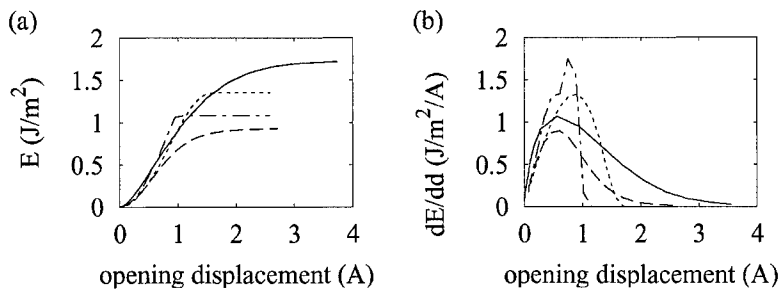 (a)
2
1.5
1
0.5
0
E (J/m²)
0 1 2 3 4
opening displacement (A)
(b)
2
1.5
1
0.5
0
dE/dd (J/m²/A)
0 1 2 3 4
opening displacement (A)